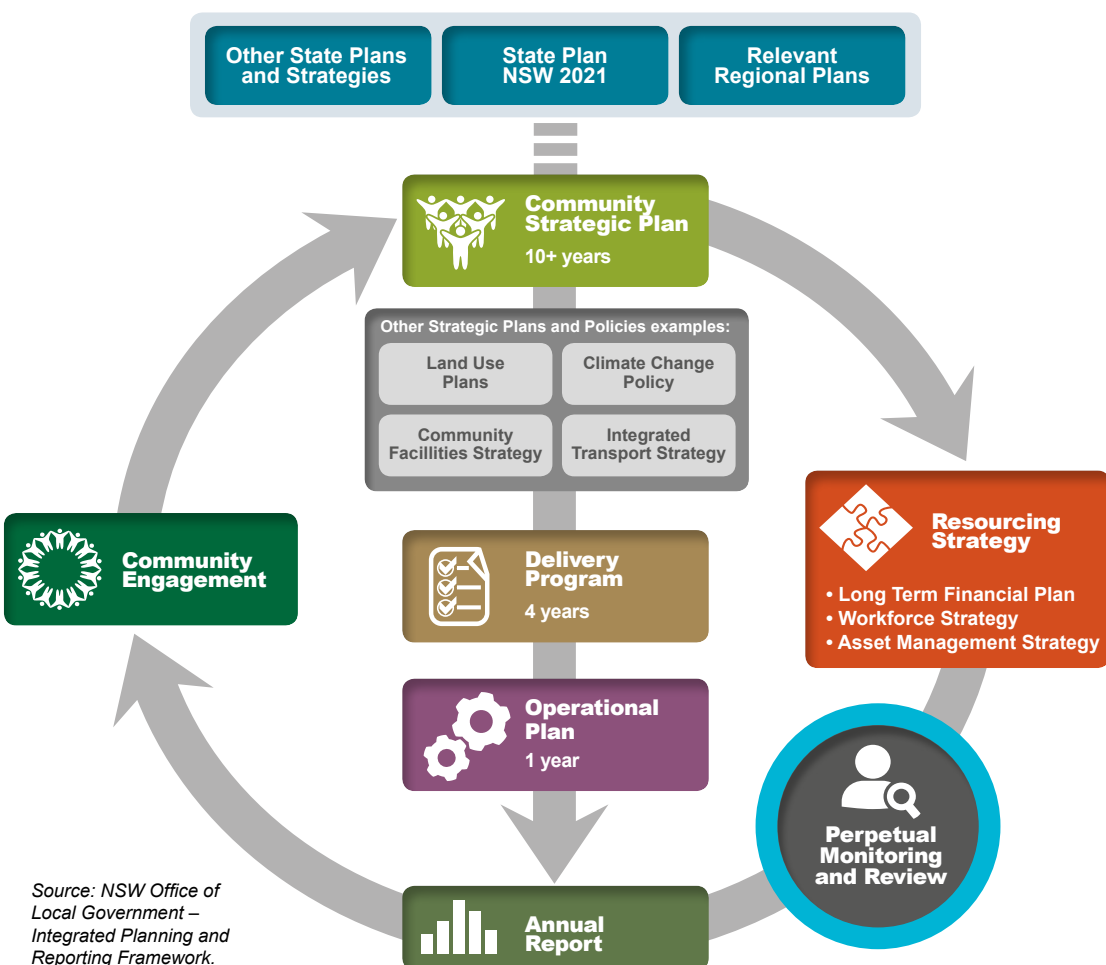 Other State Plans
and Strategies
State Plan
NSW 2021
Relevant
Regional Plans
Community
Strategic Plan
10+ years
Other Strategic Plans and Policies examples:
Land Use
Plans
Climate Change
Policy
Community
Facillities Strategy
Integrated
Transport Strategy
Community
Engagement
Resourcing
Strategy
• Long Term Financial Plan
• Workforce Strategy
• Asset Management Strategy
Delivery
Program
4 years
Operational
Plan
1 year
Perpetual
Monitoring
and Review
Annual
Report
Source: NSW Office of
Local Government –
Integrated Planning and
Reporting Framework.